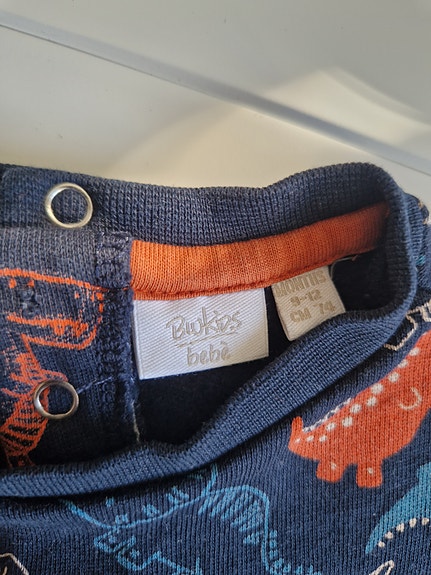 Blukids
bebè
MONTHS
9-12
CM 74